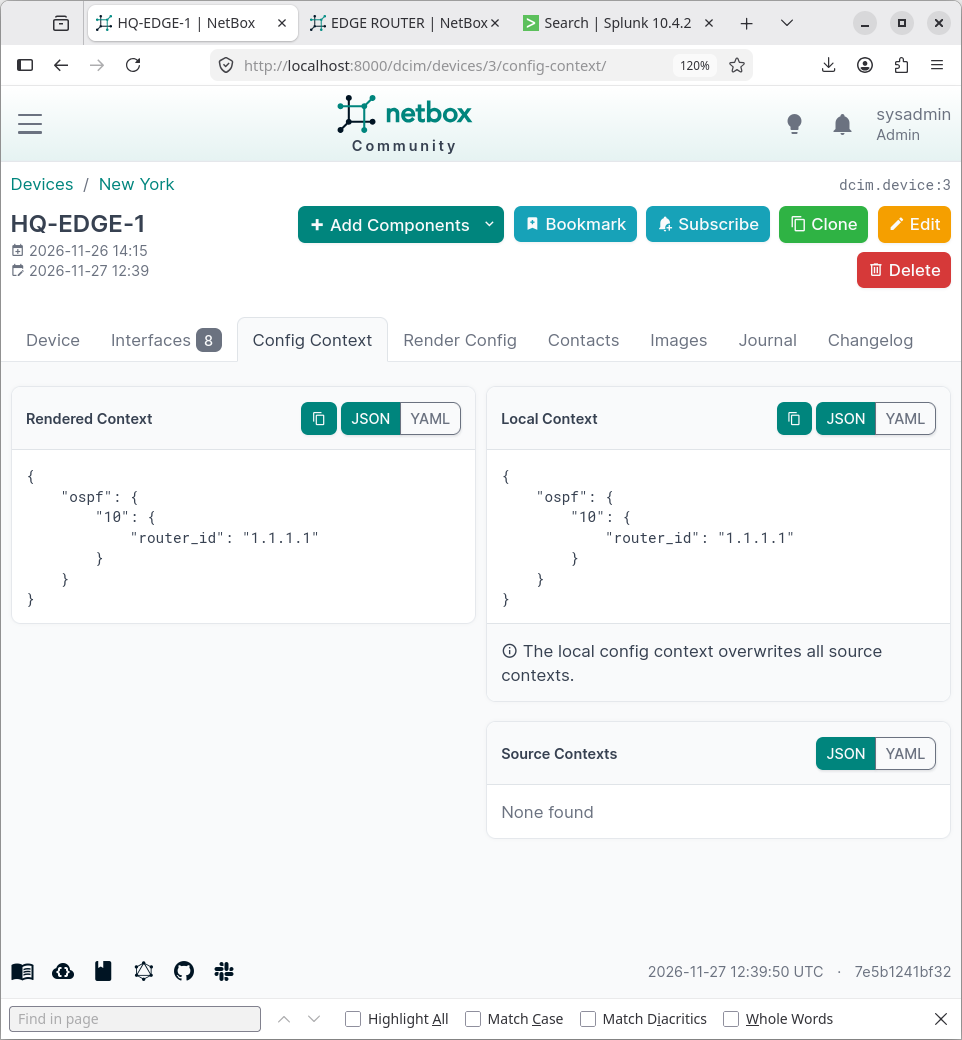 HQ-EDGE-1 | NetBox
EDGE ROUTER | NetBox
Search | Splunk 10.4.2
http://localhost:8000/dcim/devices/3/config-context/
120%
netbox
Community
sysadmin
Admin
Devices / New York
dcim.device:3
HQ-EDGE-1
2026-11-26 14:15
2026-11-27 12:39
Add Components
Bookmark
Subscribe
Clone
Edit
Delete
Device
Interfaces 8
Config Context
Render Config
Contacts
Images
Journal
Changelog
Rendered Context
JSON
YAML
{
    "ospf": {
        "10": {
            "router_id": "1.1.1.1"
        }
    }
}
Local Context
JSON
YAML
{
    "ospf": {
        "10": {
            "router_id": "1.1.1.1"
        }
    }
}
The local config context overwrites all source
contexts.
Source Contexts
JSON
YAML
None found
2026-11-27 12:39:50 UTC · 7e5b1241bf32
Find in page
Highlight All
Match Case
Match Diacritics
Whole Words